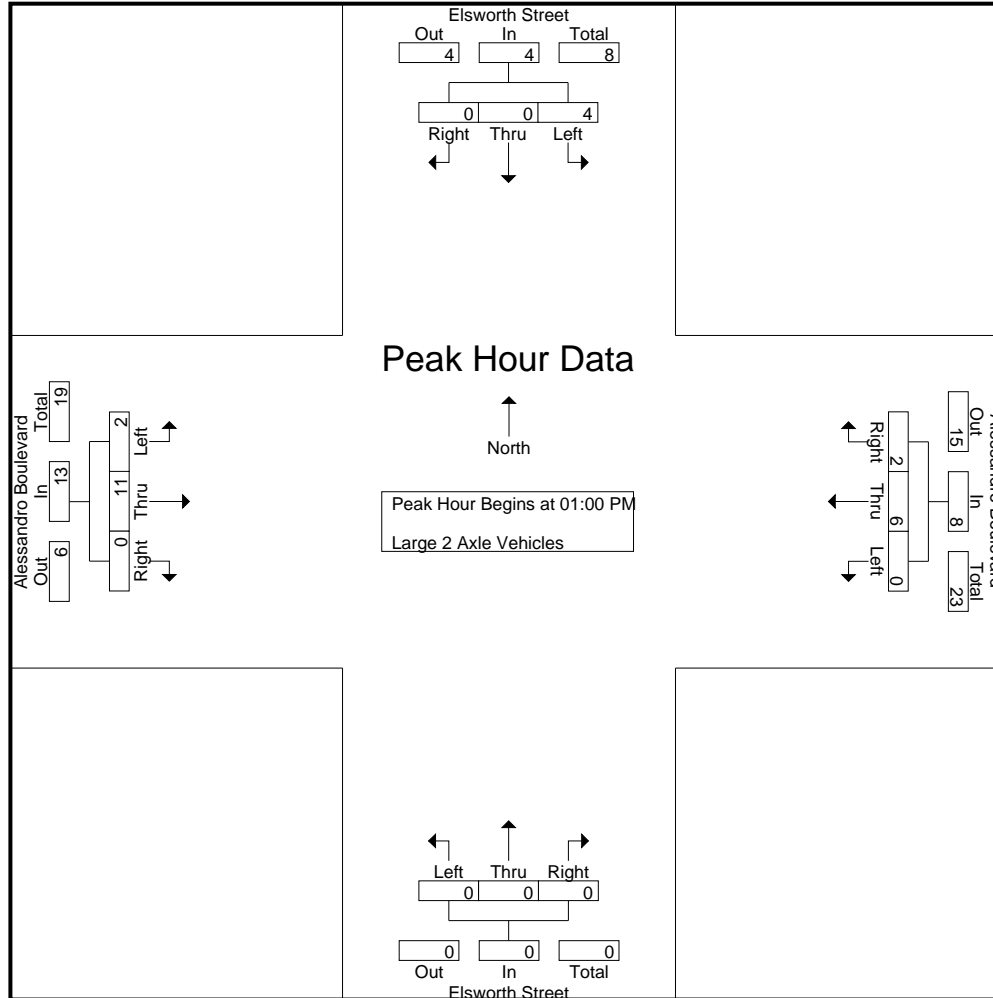 Elsworth Street
Out In Total
4 4 8
0 0 4
Right Thru Left
Peak Hour Data
North
Peak Hour Begins at 01:00 PM
Large 2 Axle Vehicles
Alessandro Boulevard
Out In Total
6 13 19
Left Thru Right
2 11 0
Out In Total
15 8 23
Right Thru Left
2 6 0
Left Thru Right
0 0 0
0 0 0
Out In Total
Elsworth Street